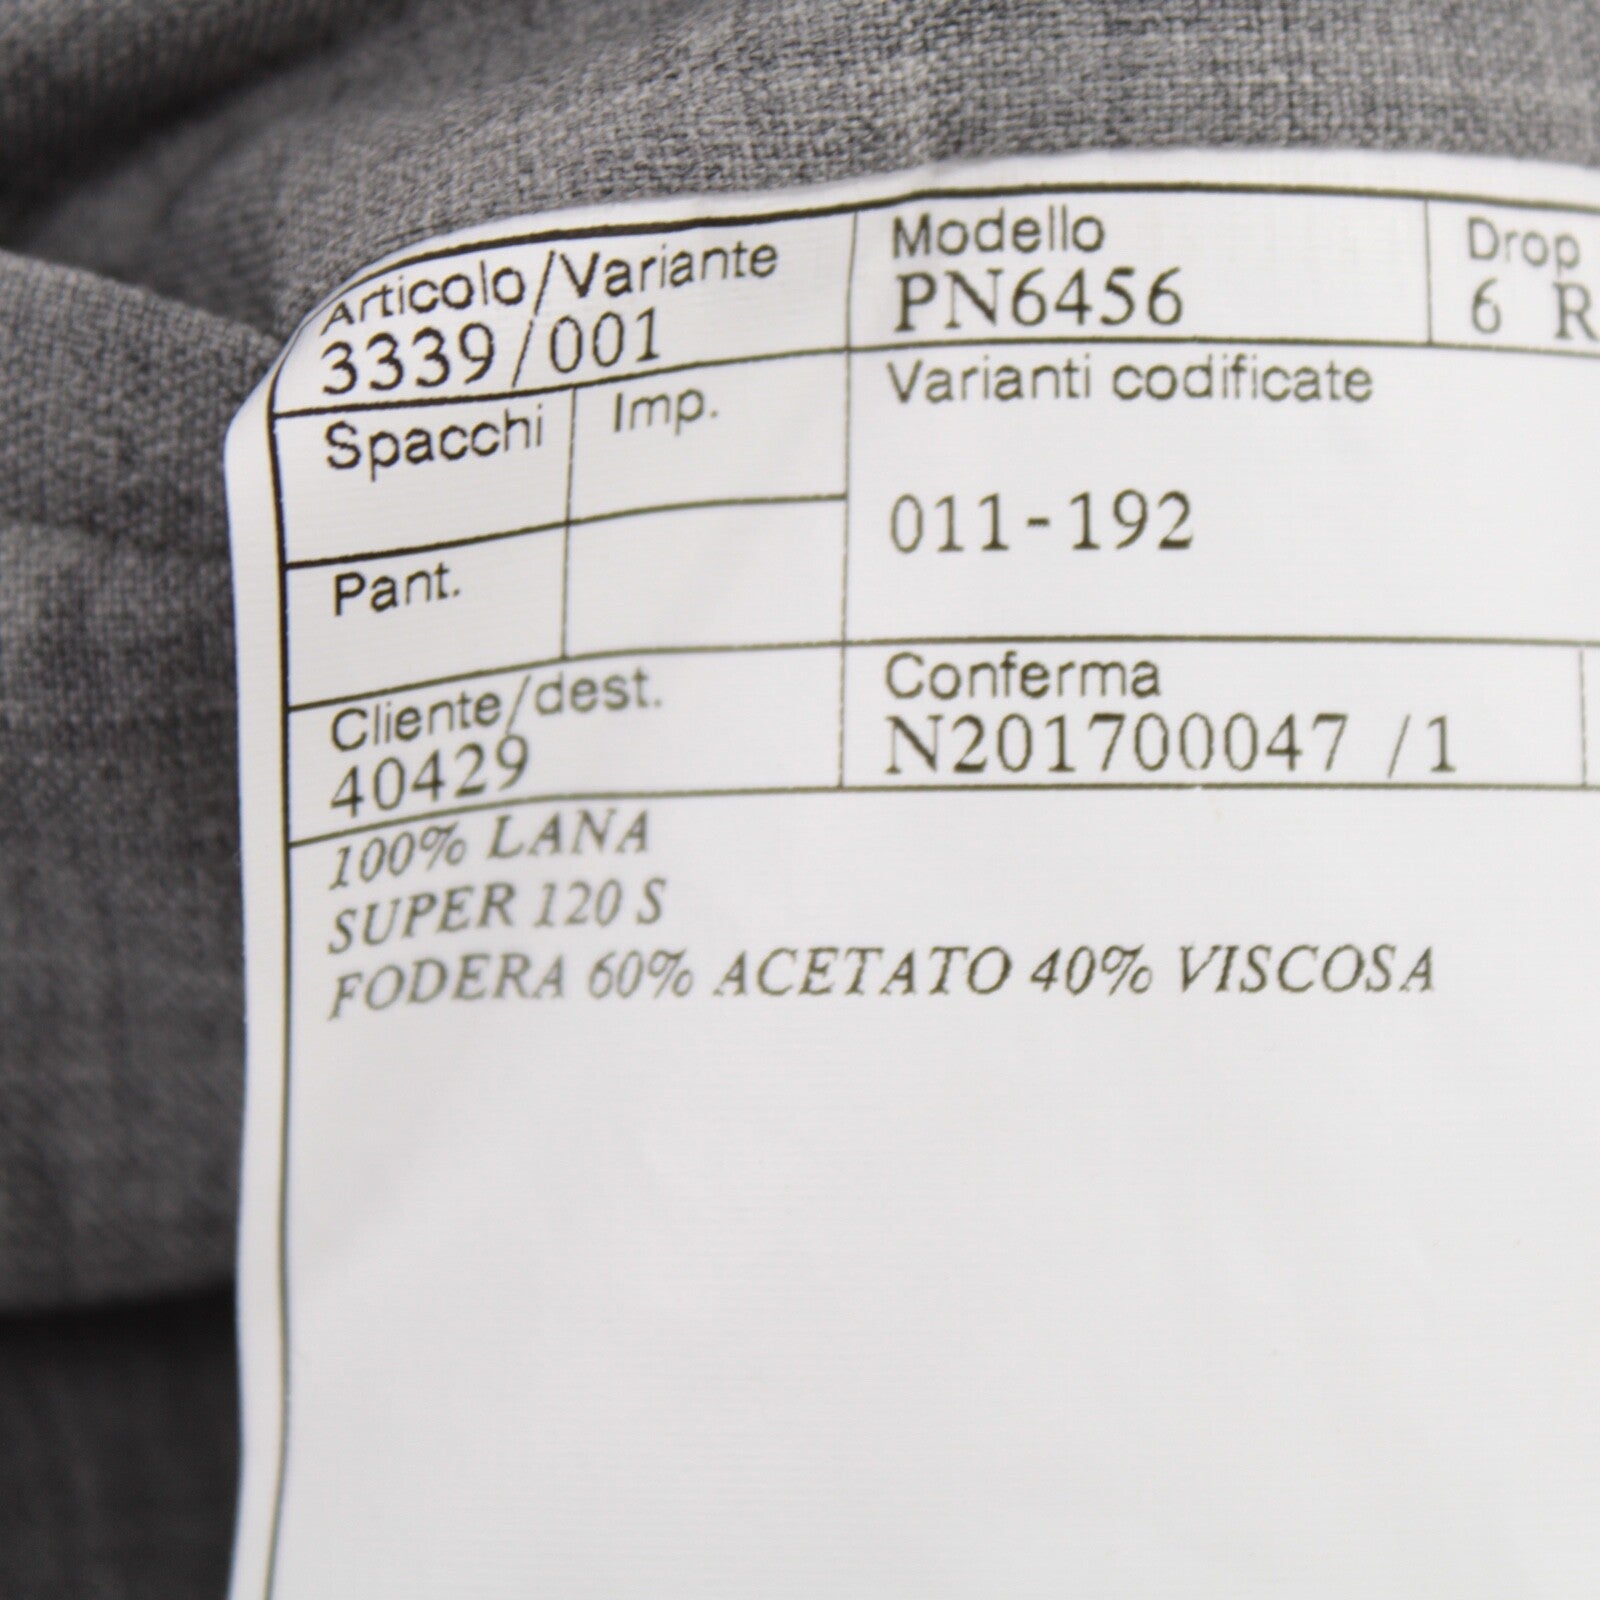 Articolo/Variante Modello Drop
3339/001 PN6456 6 R
Spacchi Imp. Varianti codificate
011-192
Pant.
Cliente/dest. Conferma
40429 N201700047 /1
100% LANA
SUPER 120 S
FODERA 60% ACETATO 40% VISCOSA